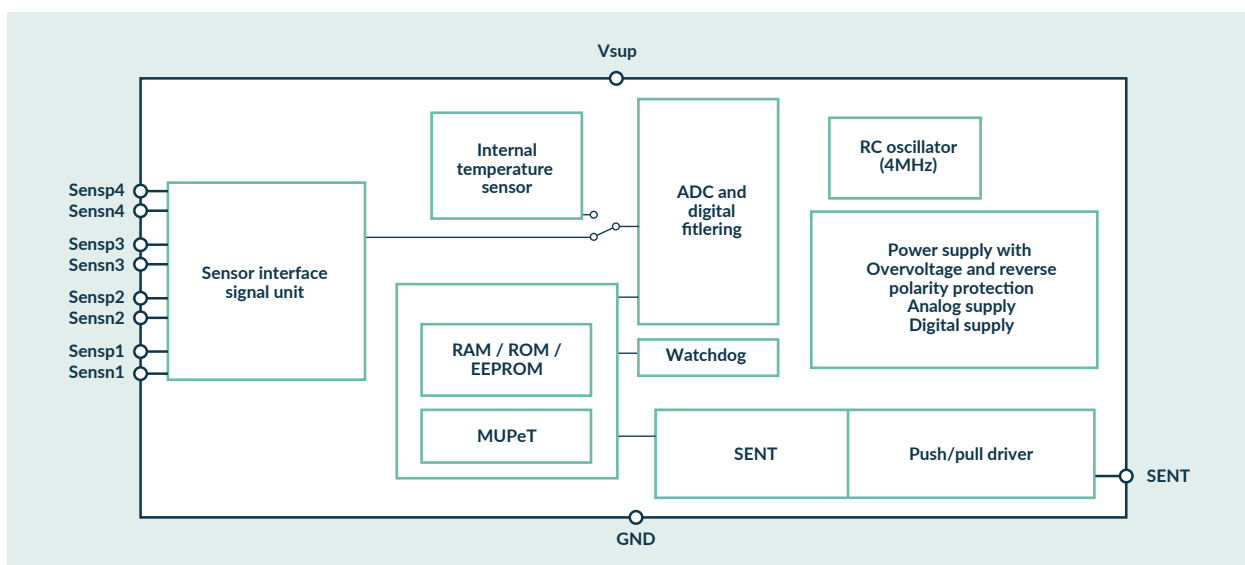 Vsup
Internal
temperature
sensor
ADC and
digital
fitlering
RC oscillator
(4MHz)
Sensp4
Sensn4
Sensp3
Sensn3
Sensp2
Sensn2
Sensp1
Sensn1
Sensor interface
signal unit
Power supply with
Overvoltage and reverse
polarity protection
Analog supply
Digital supply
RAM / ROM /
EEPROM
Watchdog
MUPeT
SENT
Push/pull driver
SENT
GND